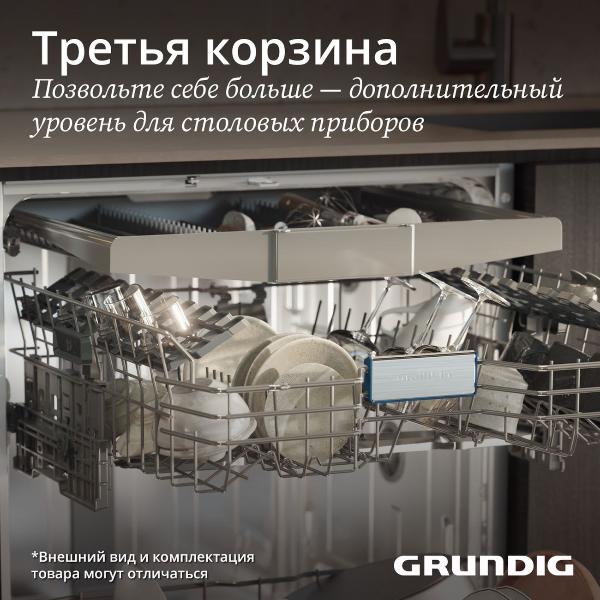 Третья корзина
Позвольте себе больше — дополнительный
уровень для столовых приборов
*Внешний вид и комплектация
товара могут отличаться
GRUNDIG